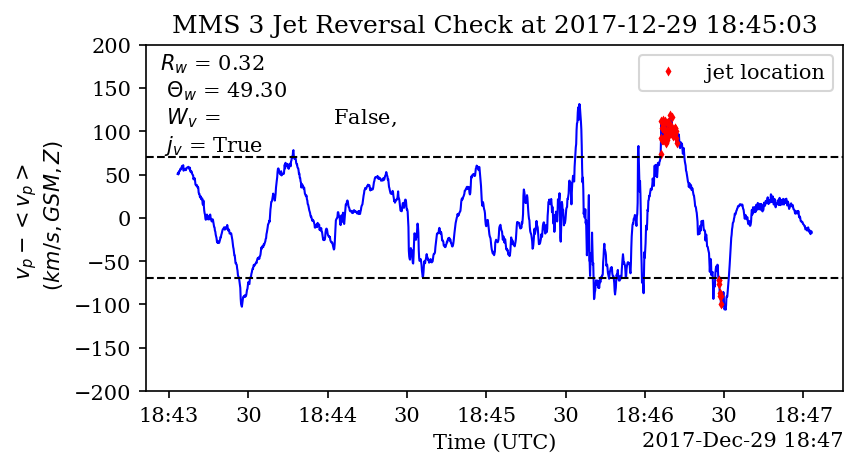 MMS 3 Jet Reversal Check at 2017-12-29 18:45:03
R_w = 0.32
Θ_w = 49.30
W_v = False,
j_v = True
jet location
v_p − < v_p >
(km/s, GSM, Z)
200
150
100
50
0
−50
−100
−150
−200
18:43 30 18:44 30 18:45 30 18:46 30 18:47
Time (UTC)
2017-Dec-29 18:47